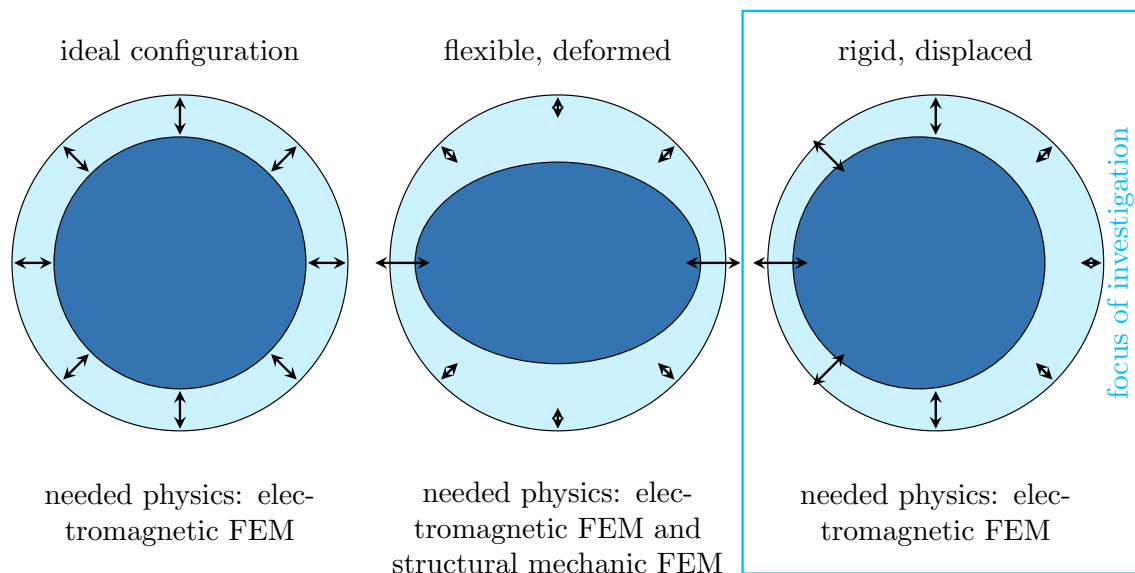 ideal configuration
flexible, deformed
rigid, displaced
focus of investigation
needed physics: elec-
tromagnetic FEM
needed physics: elec-
tromagnetic FEM and
structural mechanic FEM
needed physics: elec-
tromagnetic FEM